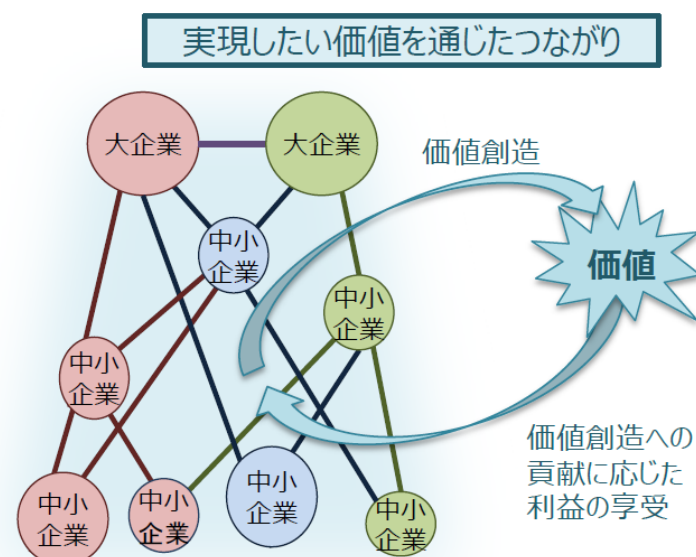 実現したい価値を通じたつながり
大企業
大企業
価値創造
中小
企業
価値
中小
企業
中小
企業
価値創造への
貢献に応じた
利益の享受
中小
企業
中小
企業
中小
企業
中小
企業